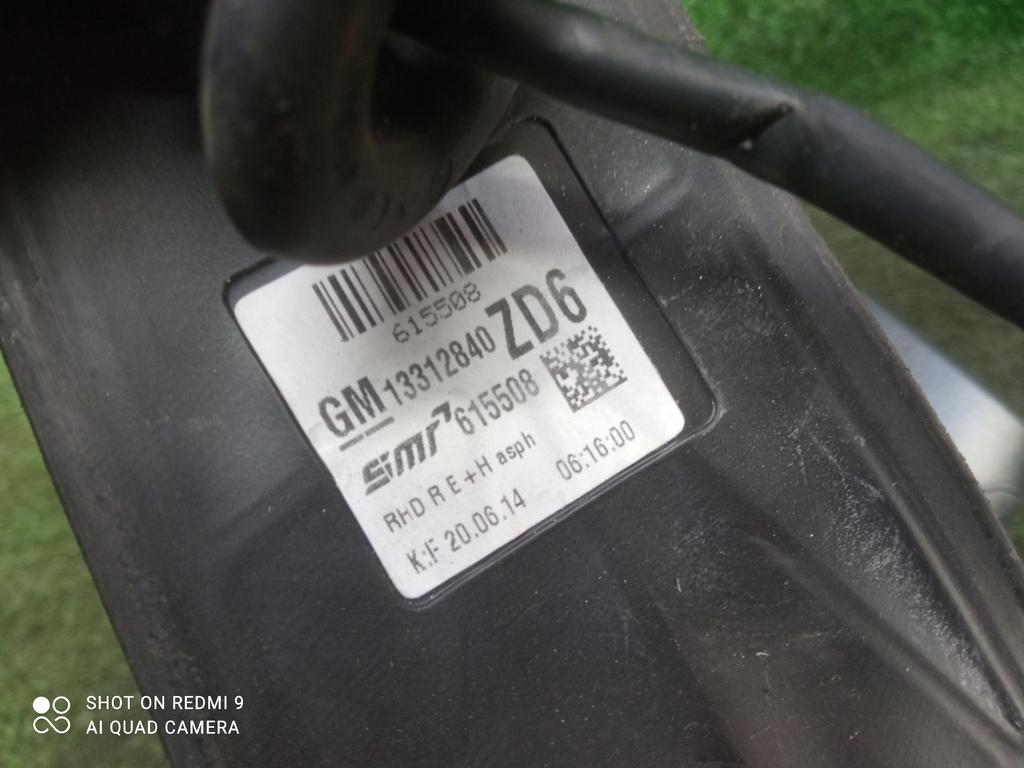 615508
GM 13312840 ZD6
smr 615508
RHD R E+H asph
K:F 20.06.14 06:16:00
SHOT ON REDMI 9
AI QUAD CAMERA